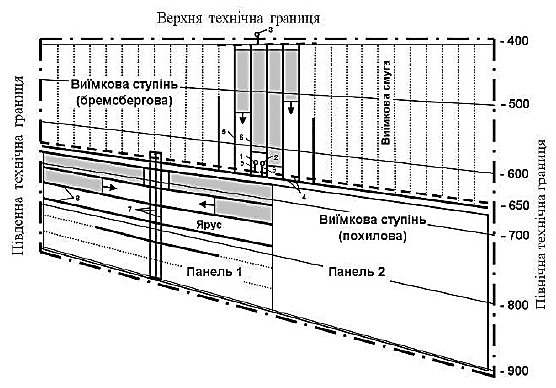 Верхня технічна границя
3
- 400
Виїмкова ступінь
(бремсбергова)
Виїмкова смуга
- 500
5
6
1
2
- 600
4
- 650
Виїмкова ступінь
(похилова)
- 700
8
7
Ярус
Панель 1
Панель 2
- 800
- 900
Південна технічна границя
Північна технічна границя